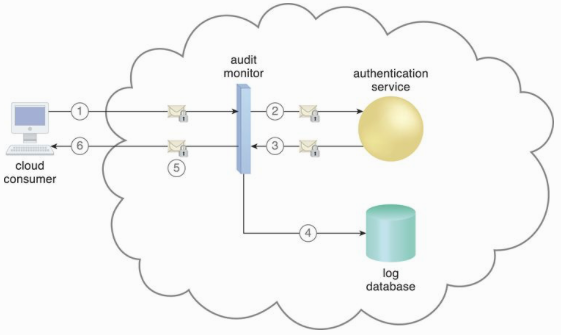 audit
monitor
authentication
service
1
2
6
3
5
cloud
consumer
4
log
database